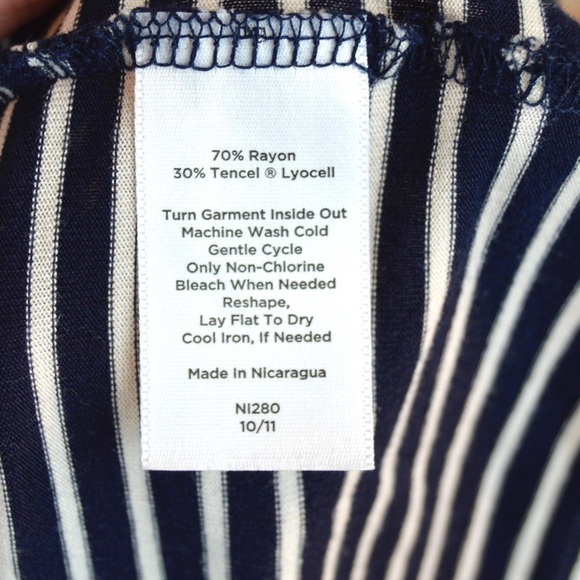 70% Rayon
30% Tencel ® Lyocell
Turn Garment Inside Out
Machine Wash Cold
Gentle Cycle
Only Non-Chlorine
Bleach When Needed
Reshape,
Lay Flat To Dry
Cool Iron, If Needed
Made In Nicaragua
NI280
10/11